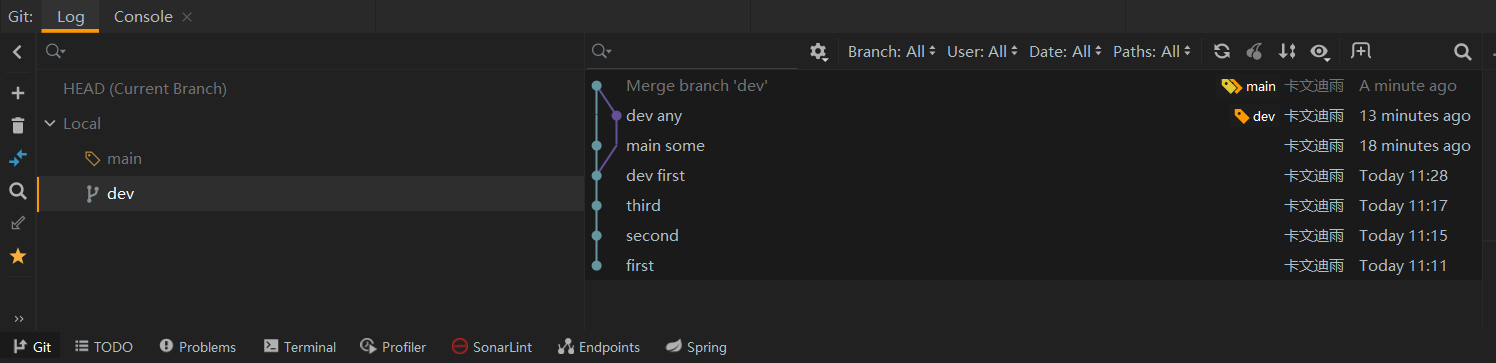 Git: Log Console
Branch: All User: All Date: All Paths: All
HEAD (Current Branch)
Local
main
dev
Merge branch 'dev' main 卡文迪雨 A minute ago
dev any dev 卡文迪雨 13 minutes ago
main some 卡文迪雨 18 minutes ago
dev first 卡文迪雨 Today 11:28
third 卡文迪雨 Today 11:17
second 卡文迪雨 Today 11:15
first 卡文迪雨 Today 11:11
Git TODO Problems Terminal Profiler SonarLint Endpoints Spring